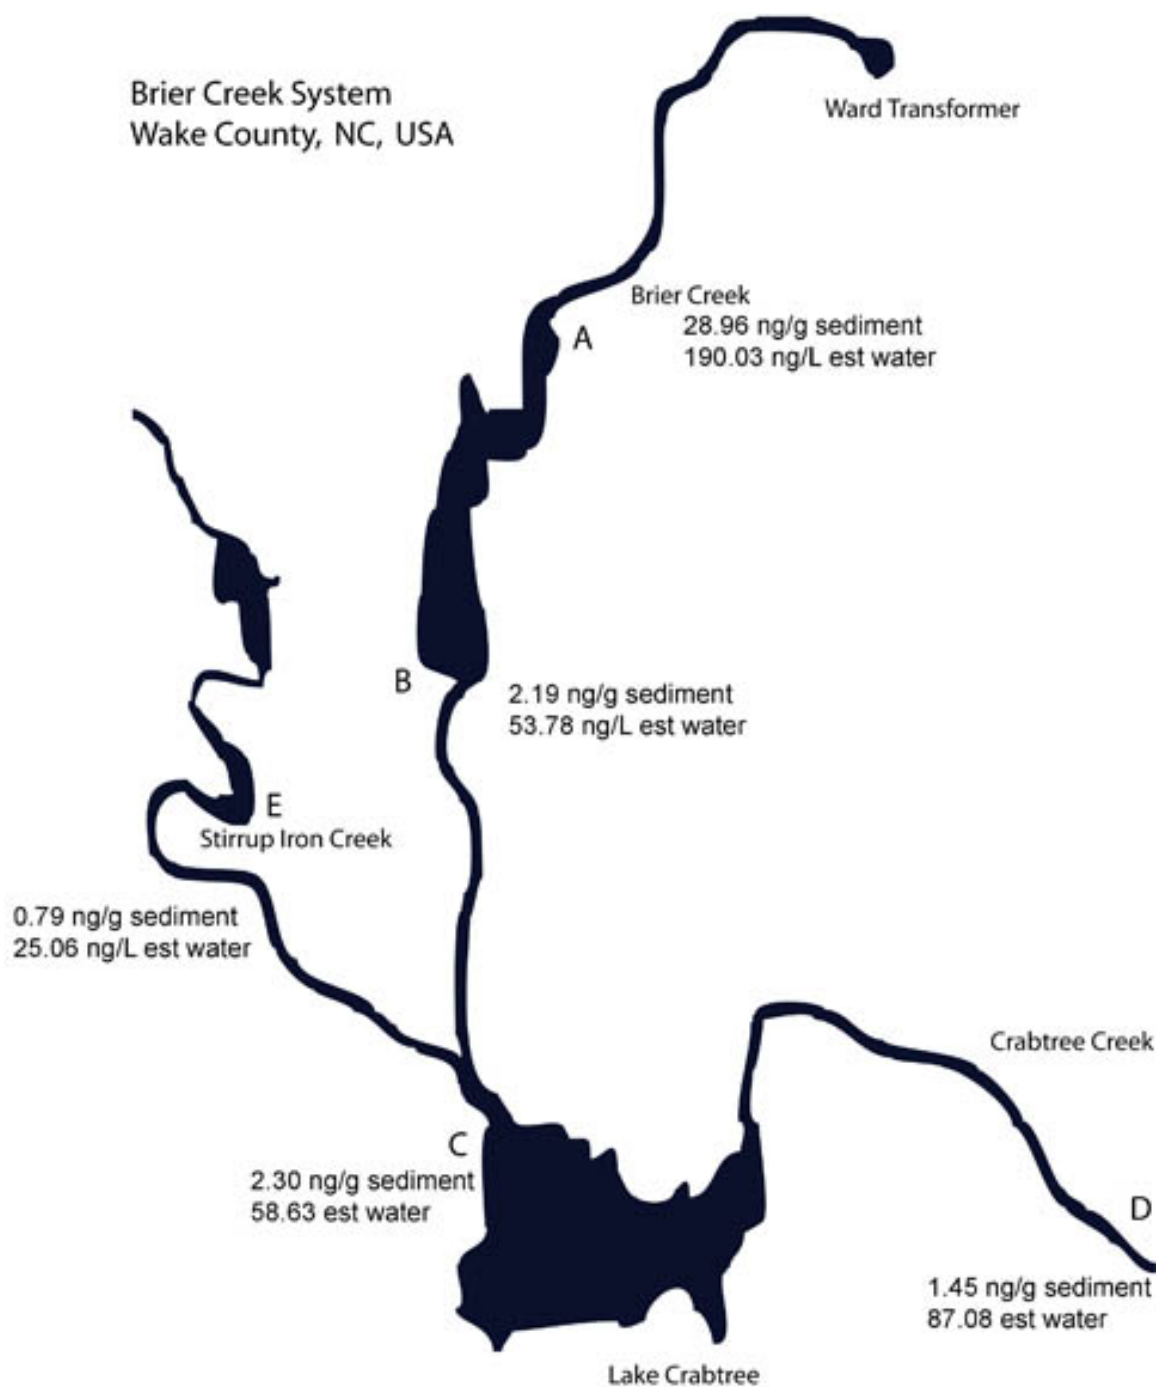 Brier Creek System
Wake County, NC, USA
Ward Transformer
Brier Creek
28.96 ng/g sediment
190.03 ng/L est water
A
B
2.19 ng/g sediment
53.78 ng/L est water
E
Stirrup Iron Creek
0.79 ng/g sediment
25.06 ng/L est water
Crabtree Creek
C
2.30 ng/g sediment
58.63 est water
D
1.45 ng/g sediment
87.08 est water
Lake Crabtree